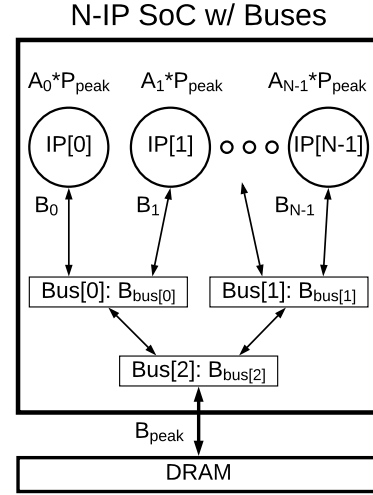 N-IP SoC w/ Buses
A0*Ppeak A1*Ppeak AN-1*Ppeak
IP[0] IP[1] IP[N-1]
B0 B1 BN-1
Bus[0]: Bbus[0] Bus[1]: Bbus[1]
Bus[2]: Bbus[2]
Bpeak
DRAM